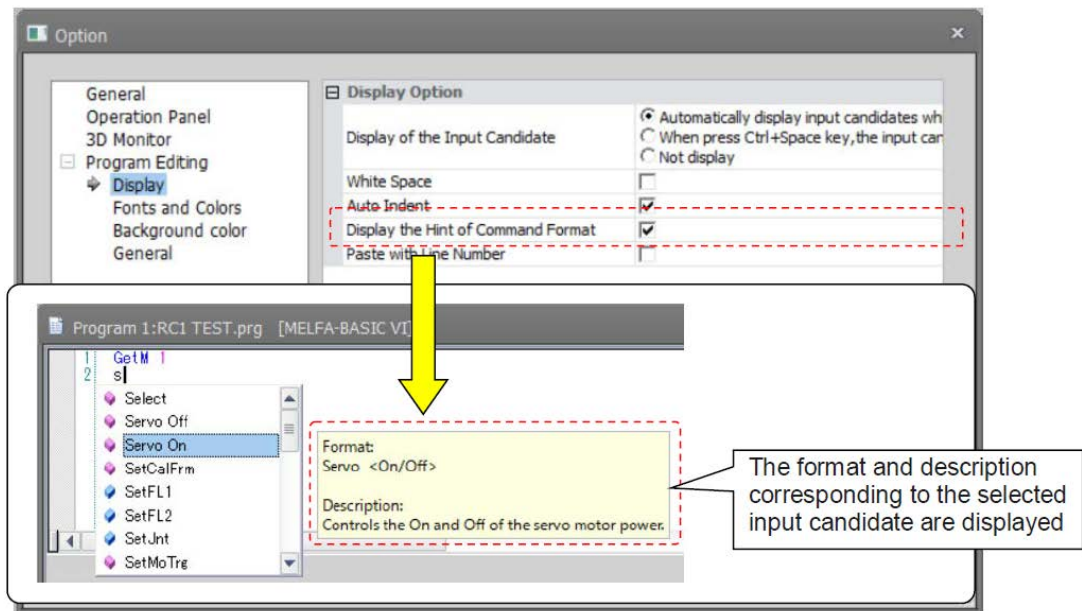 Option
General
Operation Panel
3D Monitor
Program Editing
Display
Fonts and Colors
Background color
General
Display Option
Display of the Input Candidate
Automatically display input candidates wh
When press Ctrl+Space key,the input can
Not display
White Space
Auto Indent
Display the Hint of Command Format
Paste with Line Number
Program 1:RC1 TEST.prg [MELFA-BASIC VI]
1 GetM 1
2 s
Select
Servo Off
Servo On
SetCalFrm
SetFL1
SetFL2
SetJnt
SetMoTrg
Format:
Servo <On/Off>
Description:
Controls the On and Off of the servo motor power.
The format and description
corresponding to the selected
input candidate are displayed